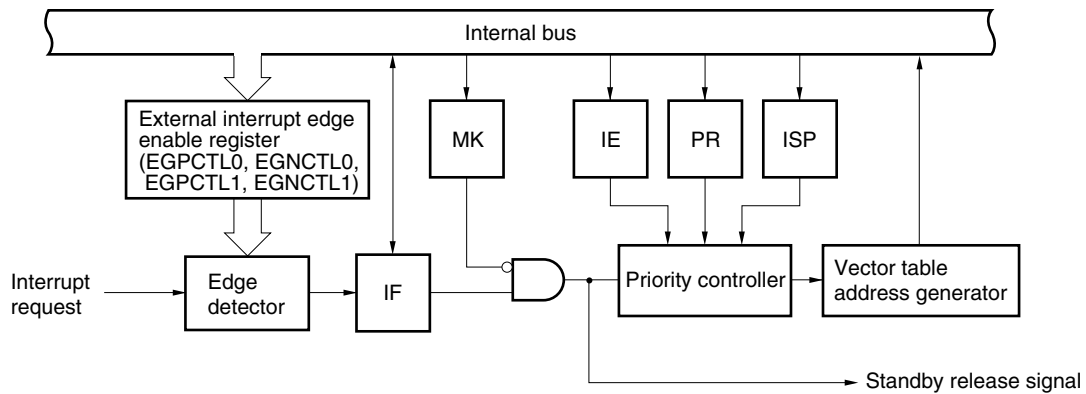 Internal bus
External interrupt edge
enable register
(EGPCTL0, EGNCTL0,
EGPCTL1, EGNCTL1)
MK
IE
PR
ISP
Interrupt
request
Edge
detector
IF
Priority controller
Vector table
address generator
Standby release signal